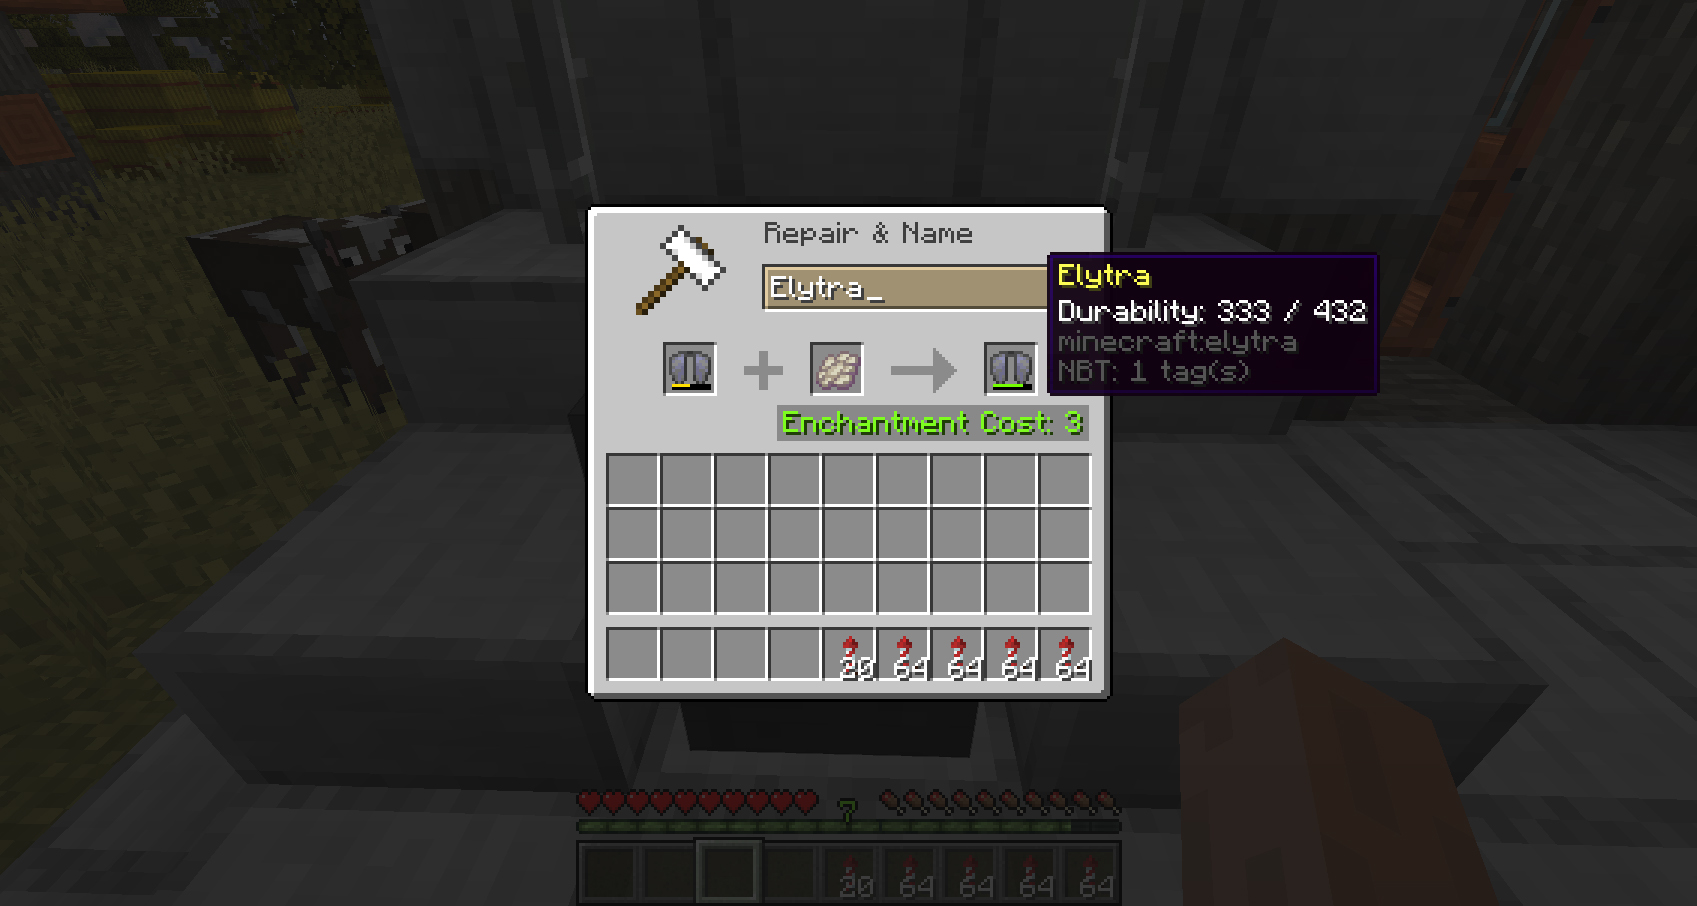 Repair & Name
Elytra_
Elytra
Durability: 333 / 432
minecraft:elytra
NBT: 1 tag(s)
Enchantment Cost: 3
20 64 64 64 64
7
20 64 64 64 64